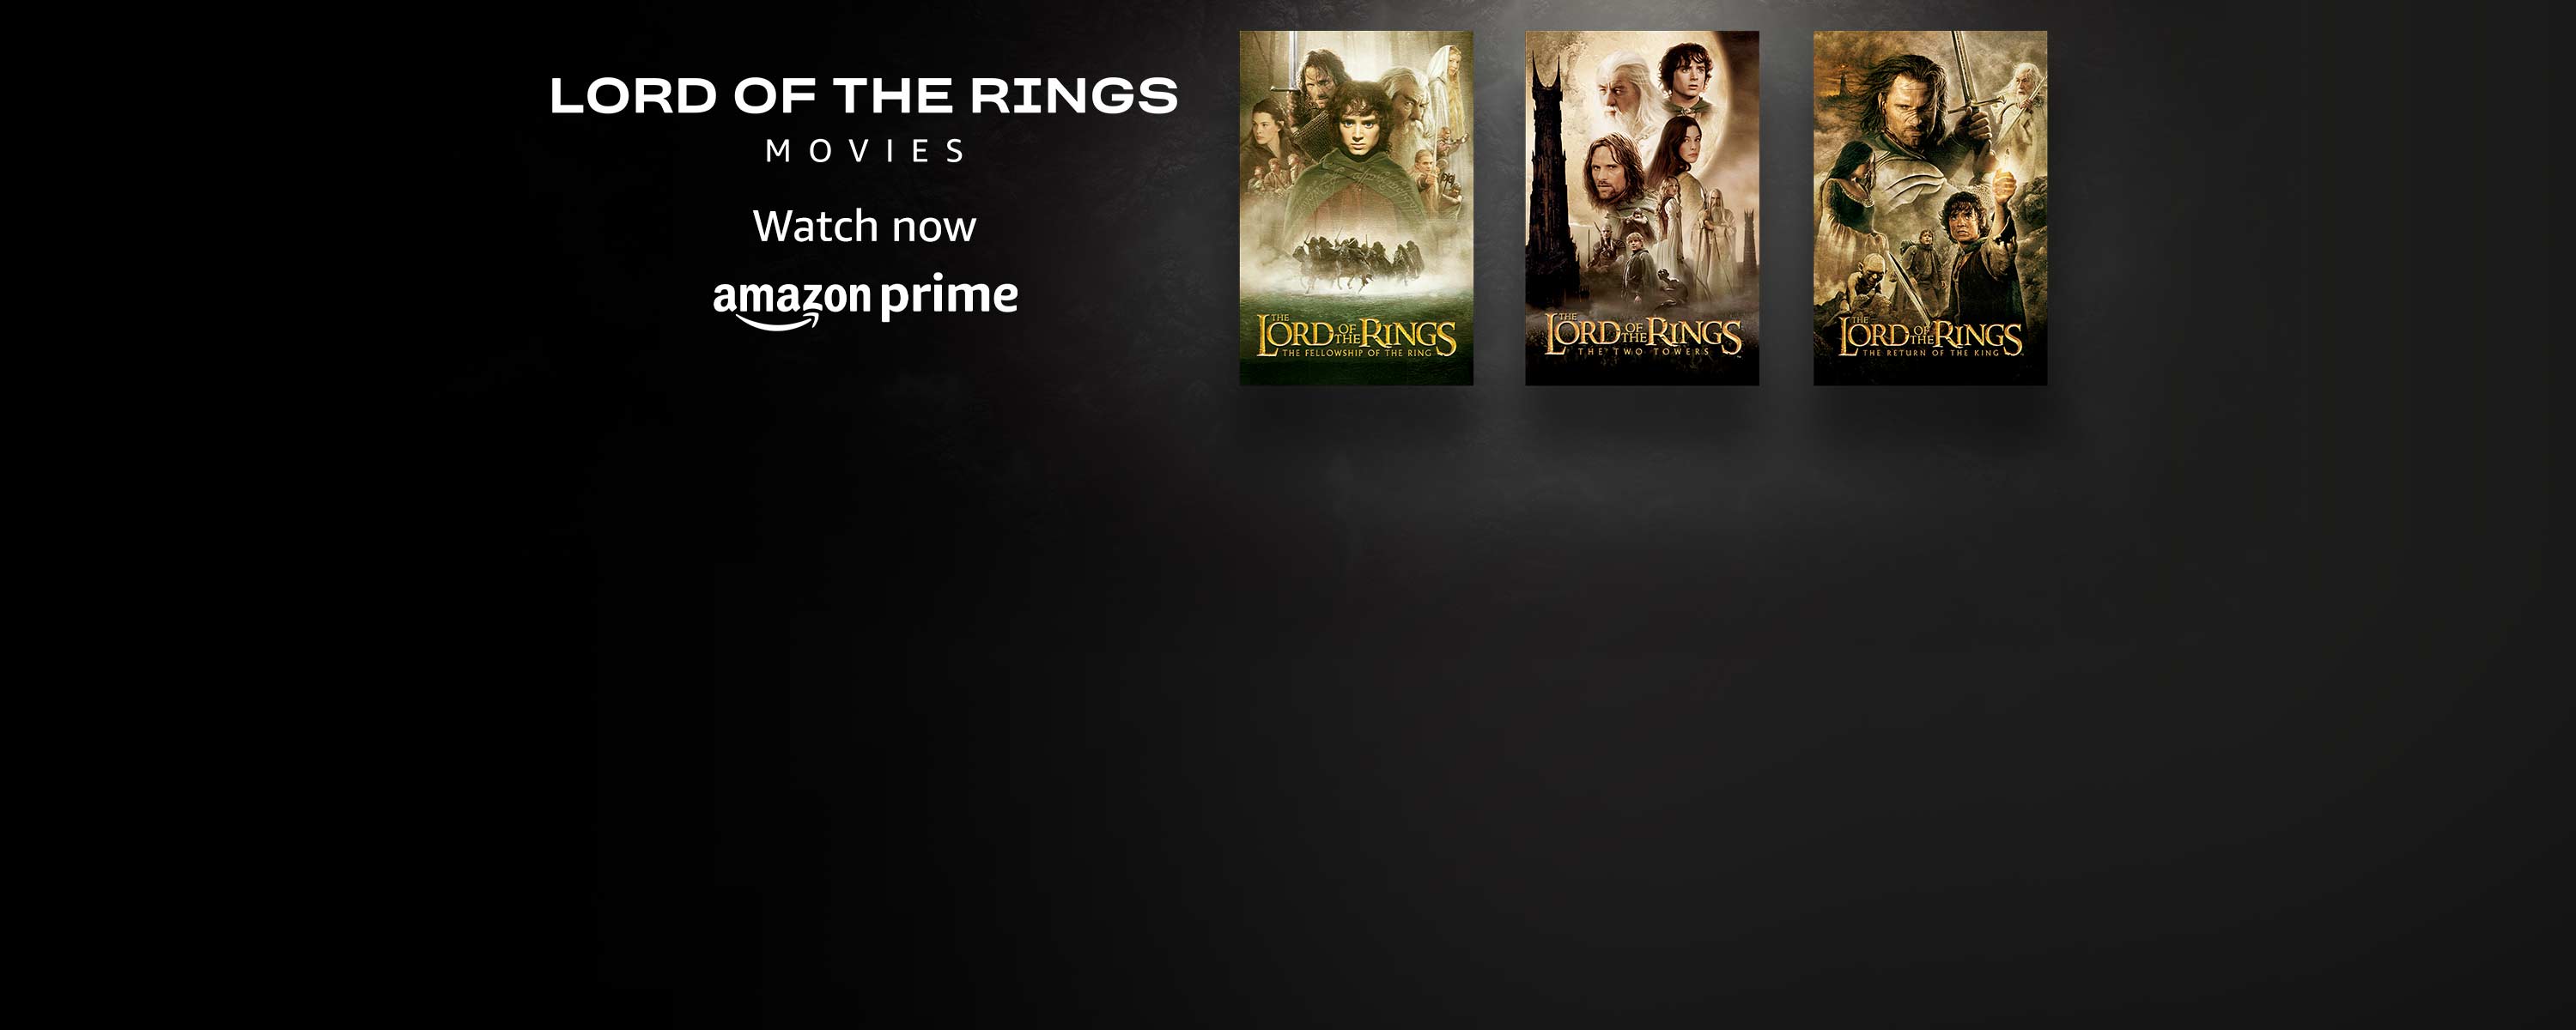 LORD OF THE RINGS
MOVIES
Watch now
amazon prime
THE
LORD OF THE RINGS
THE FELLOWSHIP OF THE RING
THE
LORD OF THE RINGS
THE TWO TOWERS
THE
LORD OF THE RINGS
THE RETURN OF THE KING